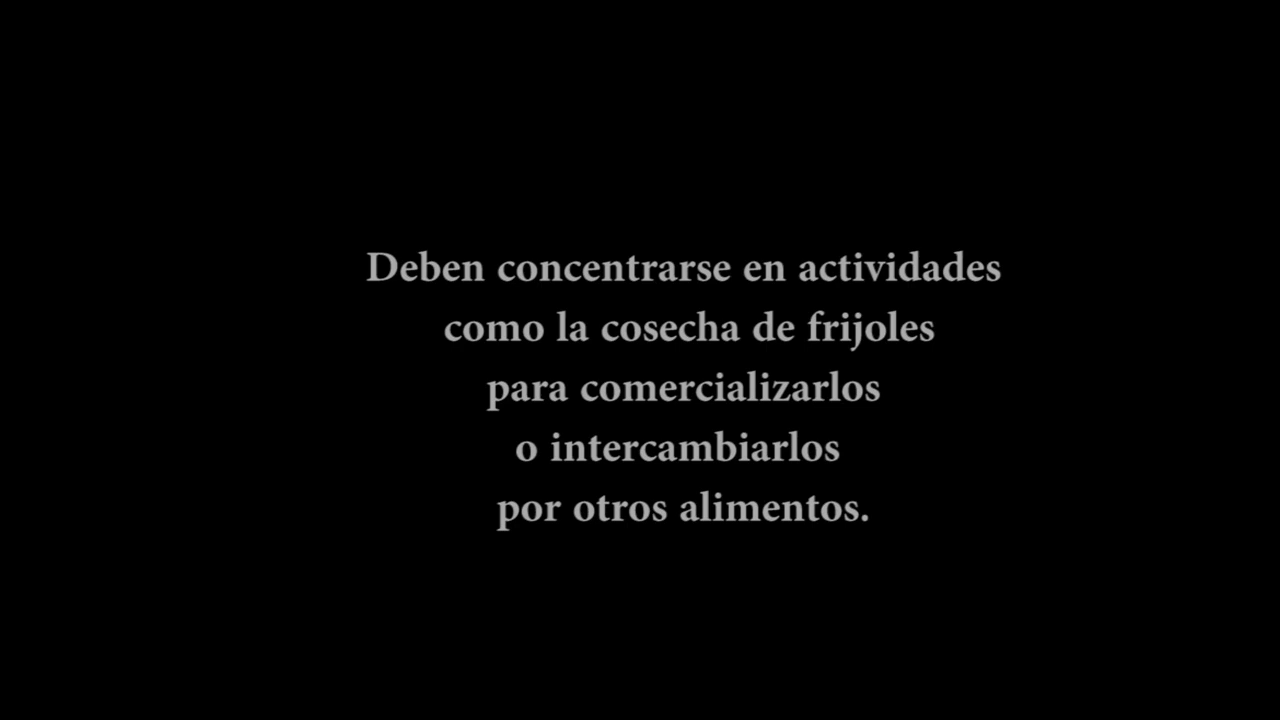 Deben concentrarse en actividades
como la cosecha de frijoles
para comercializarlos
o intercambiarlos
por otros alimentos.